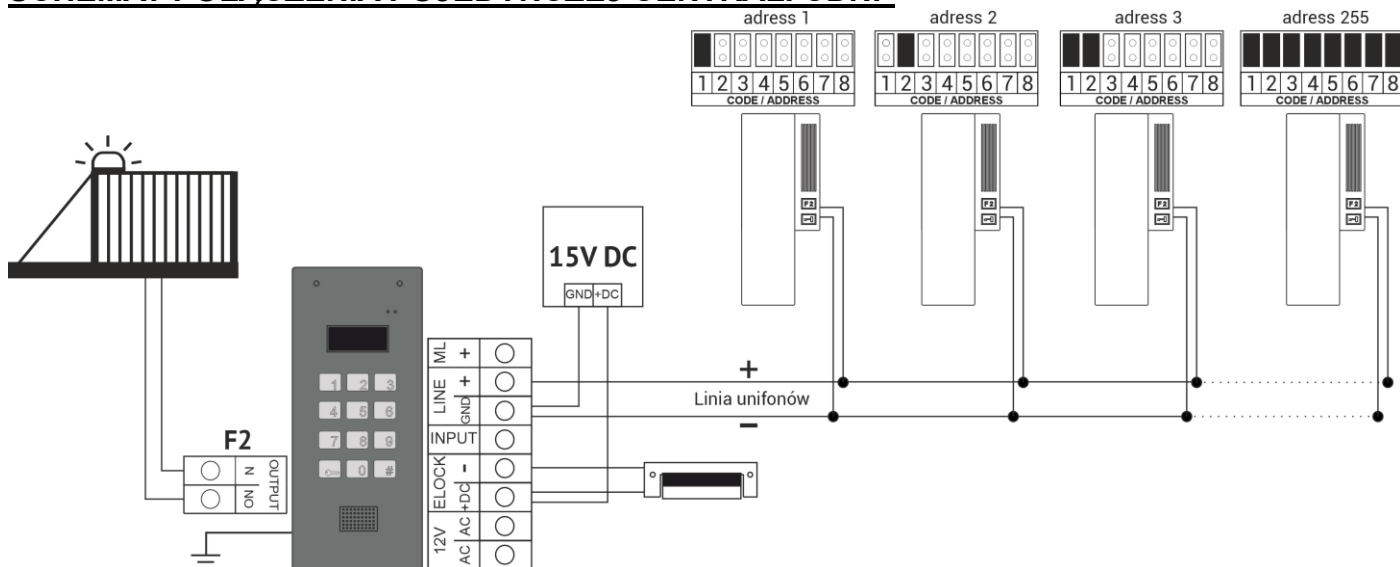 adress 1
adress 2
adress 3
adress 255
1 2 3 4 5 6 7 8
1 2 3 4 5 6 7 8
1 2 3 4 5 6 7 8
1 2 3 4 5 6 7 8
CODE / ADDRESS
CODE / ADDRESS
CODE / ADDRESS
CODE / ADDRESS
F2
F2
F2
F2
15V DC
GND +DC
+
Linia unifonów
-
1 2 3
4 5 6
7 8 9
0 #
ML +
LINE +
GND
INPUT
ELOCK -
+DC
12V AC
AC
F2
N
NO
OUTPUT